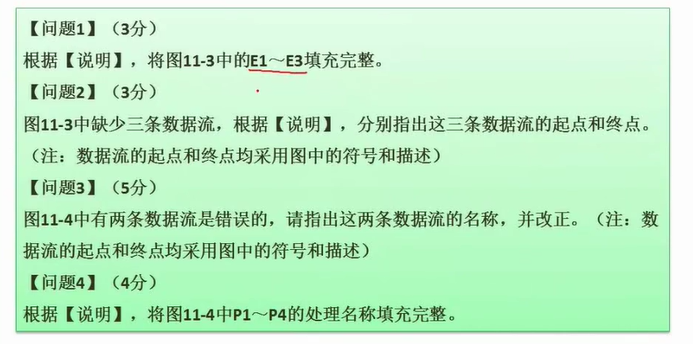 【问题1】(3分)
根据【说明】,将图11-3中的E1～E3填充完整。
【问题2】(3分)
图11-3中缺少三条数据流,根据【说明】,分别指出这三条数据流的起点和终点。
(注:数据流的起点和终点均采用图中的符号和描述)
【问题3】(5分)
图11-4中有两条数据流是错误的,请指出这两条数据流的名称,并改正。(注:数
据流的起点和终点均采用图中的符号和描述)
【问题4】(4分)
根据【说明】,将图11-4中P1～P4的处理名称填充完整。